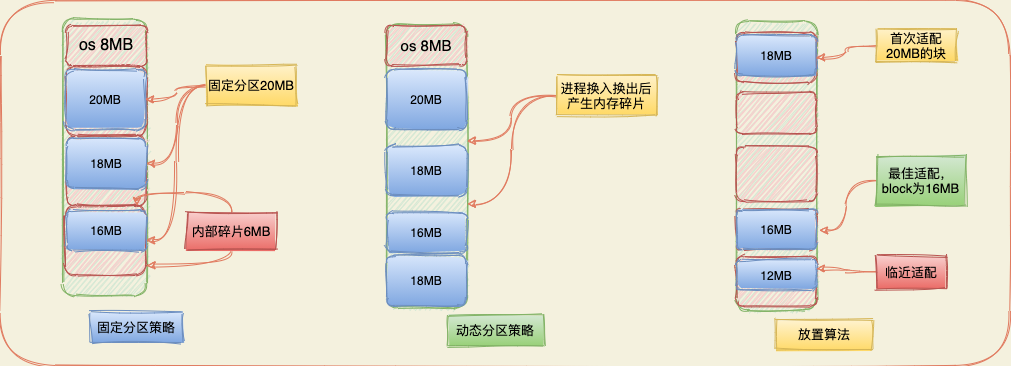 os 8MB
20MB
18MB
16MB
固定分区20MB
内部碎片6MB
固定分区策略
os 8MB
20MB
18MB
16MB
18MB
进程换入换出后
产生内存碎片
动态分区策略
18MB
16MB
12MB
首次适配
20MB的块
最佳适配，
block为16MB
临近适配
放置算法